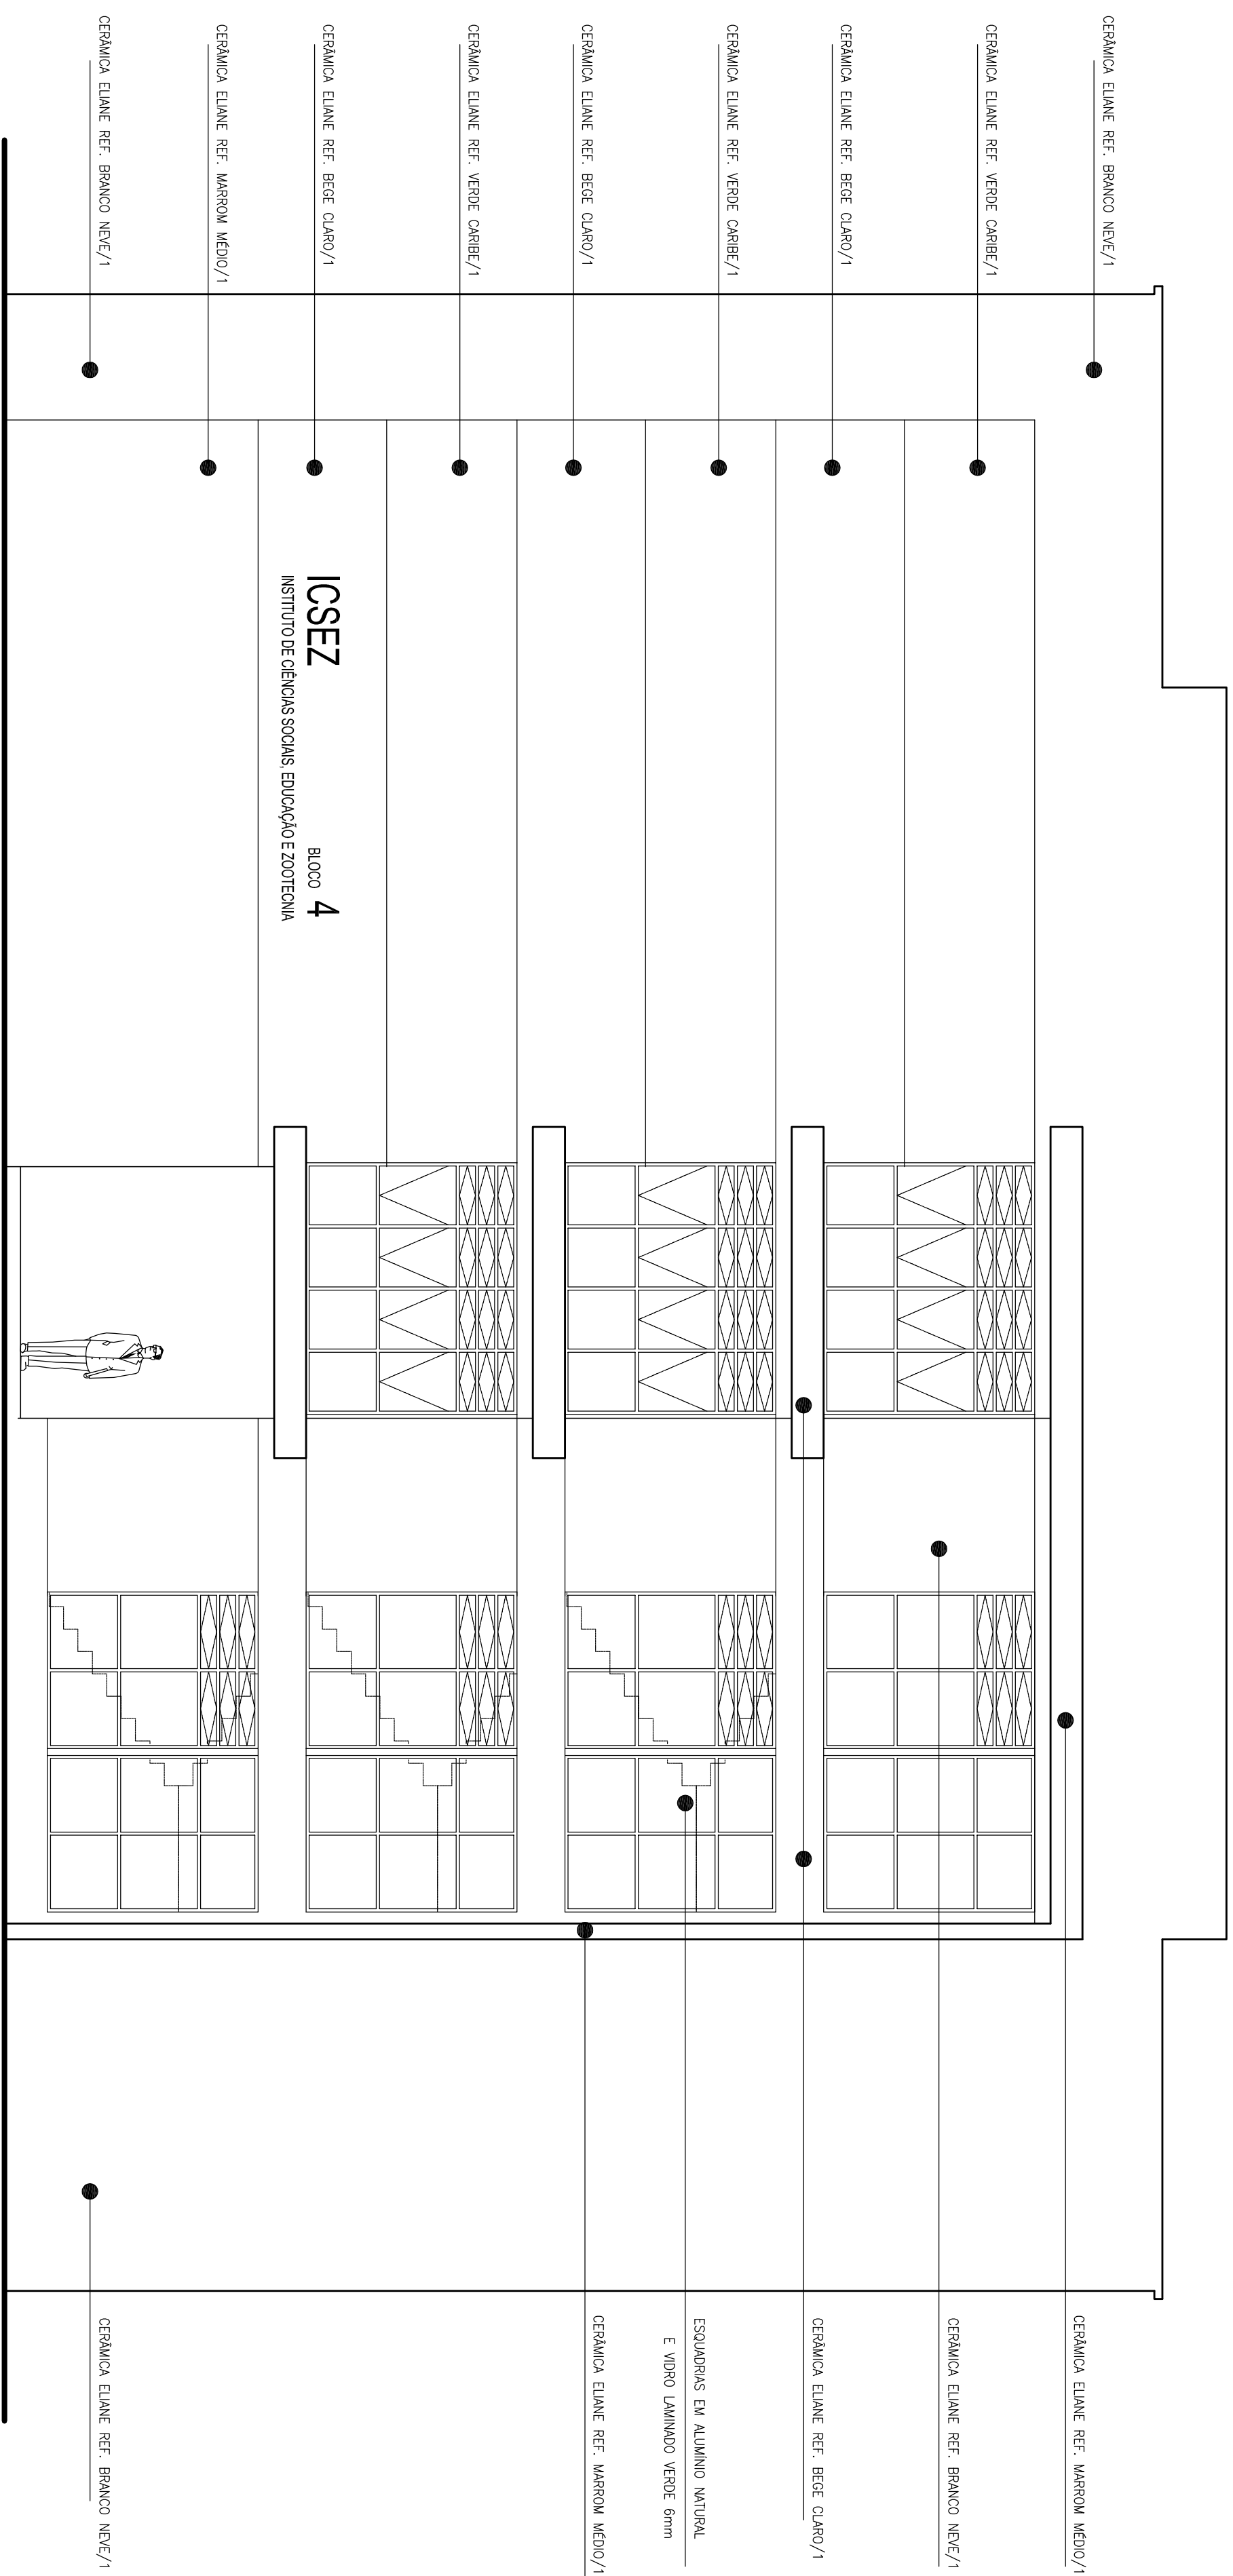 CERÂMICA ELIANE REF. BRANCO NEVE/1
CERÂMICA ELIANE REF. VERDE CARIBE/1
CERÂMICA ELIANE REF. BEGE CLARO/1
CERÂMICA ELIANE REF. VERDE CARIBE/1
CERÂMICA ELIANE REF. BEGE CLARO/1
CERÂMICA ELIANE REF. VERDE CARIBE/1
CERÂMICA ELIANE REF. BEGE CLARO/1
CERÂMICA ELIANE REF. MARROM MÉDIO/1
CERÂMICA ELIANE REF. BRANCO NEVE/1
ICSEZ BLOCO 4
INSTITUTO DE CIÊNCIAS SOCIAIS, EDUCAÇÃO E ZOOTECNIA
CERÂMICA ELIANE REF. MARROM MÉDIO/1
CERÂMICA ELIANE REF. BRANCO NEVE/1
CERÂMICA ELIANE REF. BEGE CLARO/1
ESQUADRIAS EM ALUMÍNIO NATURAL
E VIDRO LAMINADO VERDE 6mm
CERÂMICA ELIANE REF. MARROM MÉDIO/1
CERÂMICA ELIANE REF. BRANCO NEVE/1